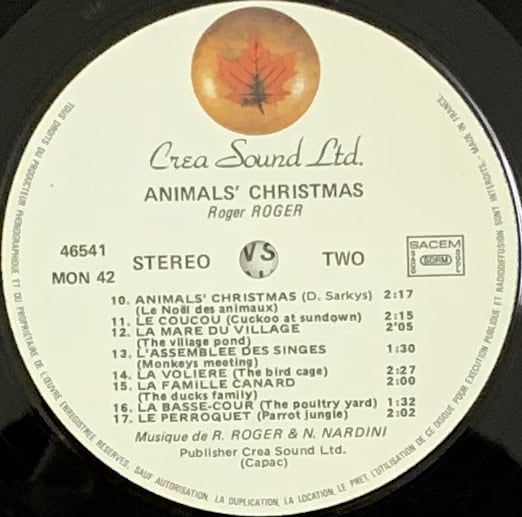 Crea Sound Ltd.
ANIMALS' CHRISTMAS
Roger ROGER
46541
MON 42
STEREO
VS
TWO
SACEM
SACD
SDRM
SGDL
10. ANIMALS' CHRISTMAS (D. Sarkys) 2:17
(Le Noël des animaux)
11. LE COUCOU (Cuckoo at sundown) 2:15
12. LA MARE DU VILLAGE 2'05
(The village pond)
13. L'ASSEMBLEE DES SINGES 1:30
(Monkeys meeting)
14. LA VOLIERE (The bird cage) 2:27
15. LA FAMILLE CANARD 2:00
(The ducks family)
16. LA BASSE-COUR (The poultry yard) 1:32
17. LE PERROQUET (Parrot jungle) 2:02
Musique de R. ROGER & N. NARDINI
Publisher Crea Sound Ltd.
(Capac)
TOUS DROITS DU PRODUCTEUR PHONOGRAPHIQUE ET DU PROPRIETAIRE DE L'ŒUVRE ENREGISTREE RESERVES, SAUF AUTORISATION, LA DUPLICATION, LA LOCATION, LE PRET, L'UTILISATION DE CE DISQUE POUR EXECUTION PUBLIQUE ET RADIODIFFUSION SONT INTERDITS. - MADE IN FRANCE.